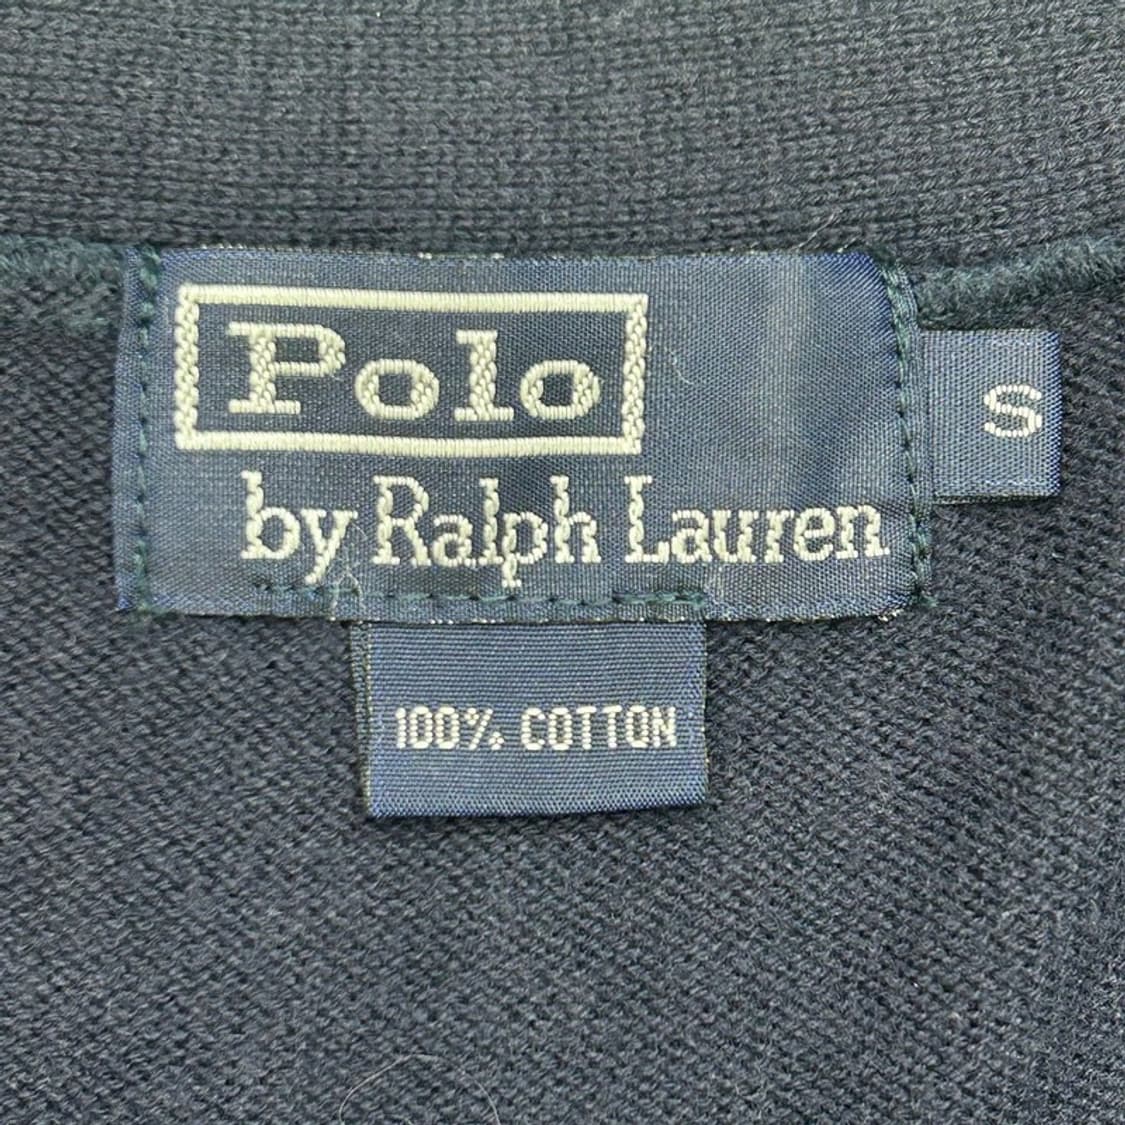 Polo
by Ralph Lauren
S
100% COTTON